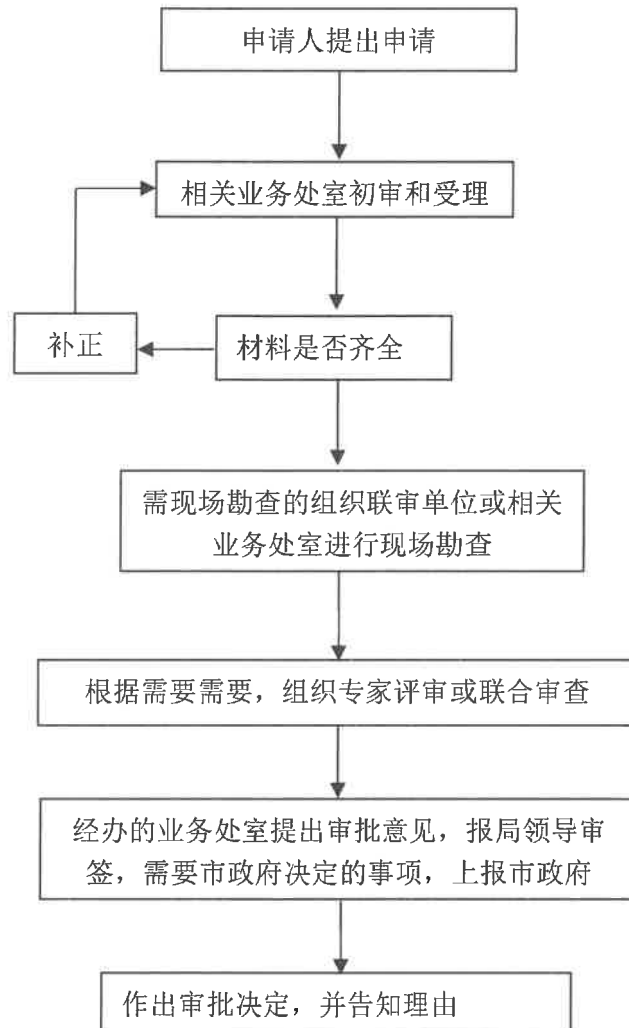 申请人提出申请
相关业务处室初审和受理
补正
材料是否齐全
需现场勘查的组织联审单位或相关
业务处室进行现场勘查
根据需要需要，组织专家评审或联合审查
经办的业务处室提出审批意见，报局领导审
签，需要市政府决定的事项，上报市政府
作出审批决定，并告知理由